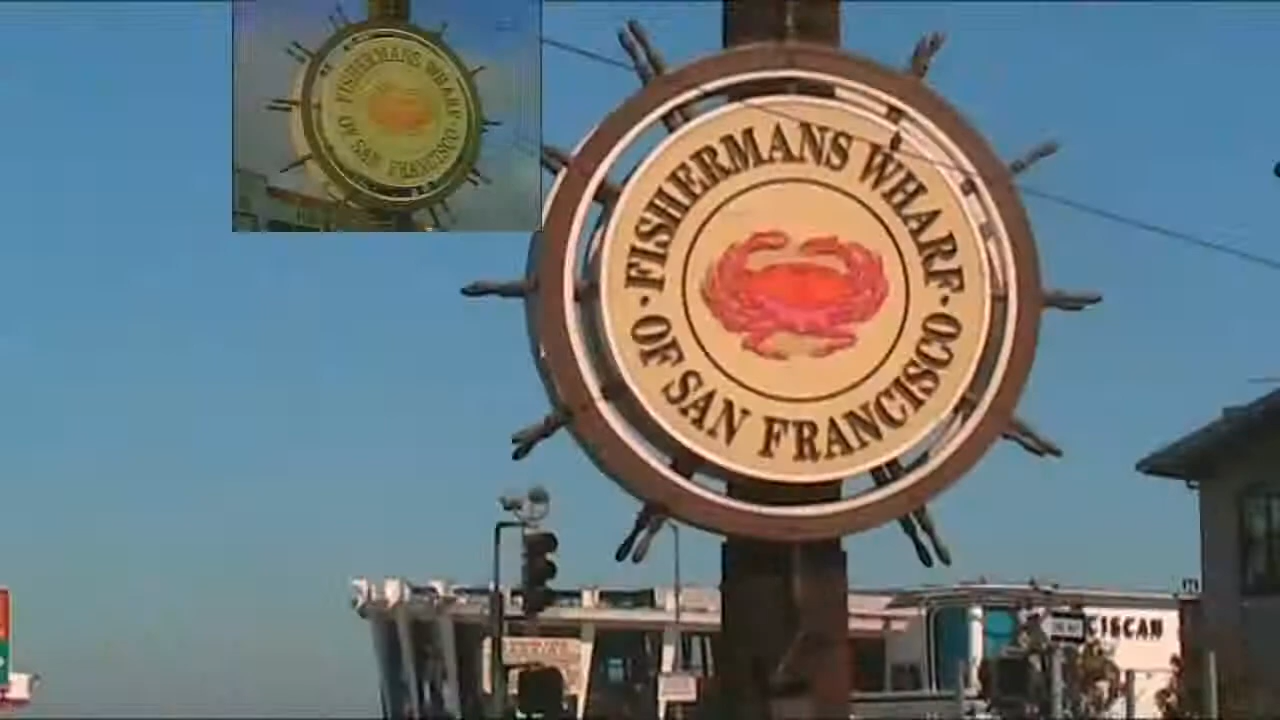 FISHERMANS WHARF
· OF SAN FRANCISCO ·
FISHERMANS WHARF
· OF SAN FRANCISCO ·
CISCAN